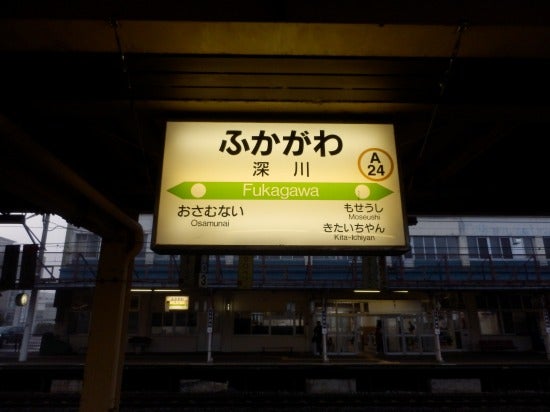 ふかがわ
深川
A
24
Fukagawa
おさむない
Osamunai
もせうし
Moseushi
きたいちやん
Kita-Ichiyan